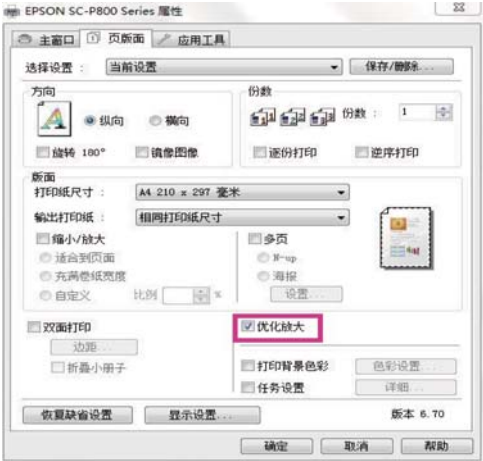 EPSON SC-P800 Series 属性
主窗口 页版面 应用工具
选择设置： 当前设置 保存/删除...
方向 份数
纵向 横向 份数： 1
旋转 180° 镜像图像 逐份打印 逆序打印
版面
打印纸尺寸： A4 210 x 297 毫米
输出打印纸： 相同打印纸尺寸
缩小/放大 多页
适合到页面 N-up
充满卷纸宽度 海报
自定义 比例 % 设置...
双面打印 优化放大
边距...
折叠小册子 打印背景色彩 色彩设置...
任务设置 详细...
恢复缺省设置 显示设置... 版本 6.70
确定 取消 帮助